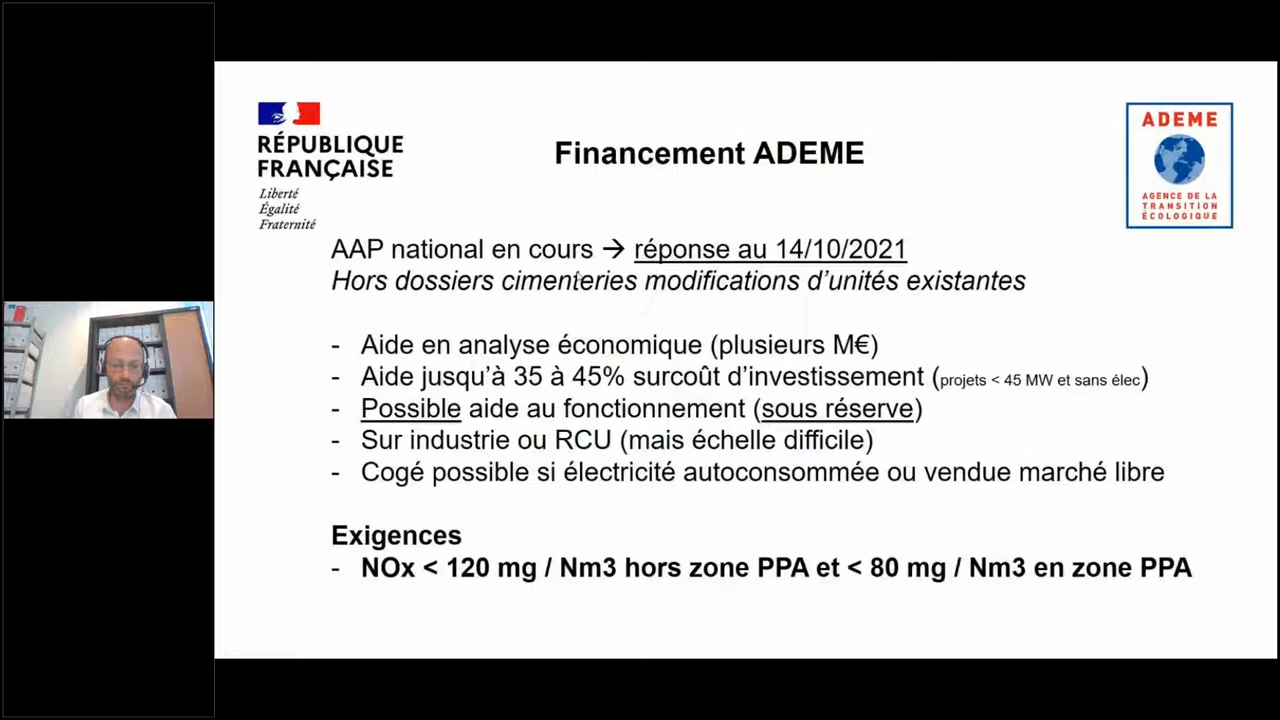 RÉPUBLIQUE
FRANÇAISE
Liberté
Égalité
Fraternité
Financement ADEME
ADEME
AGENCE DE LA
TRANSITION
ÉCOLOGIQUE
AAP national en cours → réponse au 14/10/2021
Hors dossiers cimenteries modifications d’unités existantes
- Aide en analyse économique (plusieurs M€)
- Aide jusqu’à 35 à 45% surcoût d’investissement (projets < 45 MW et sans élec)
- Possible aide au fonctionnement (sous réserve)
- Sur industrie ou RCU (mais échelle difficile)
- Cogé possible si électricité autoconsommée ou vendue marché libre
Exigences
- NOx < 120 mg / Nm3 hors zone PPA et < 80 mg / Nm3 en zone PPA